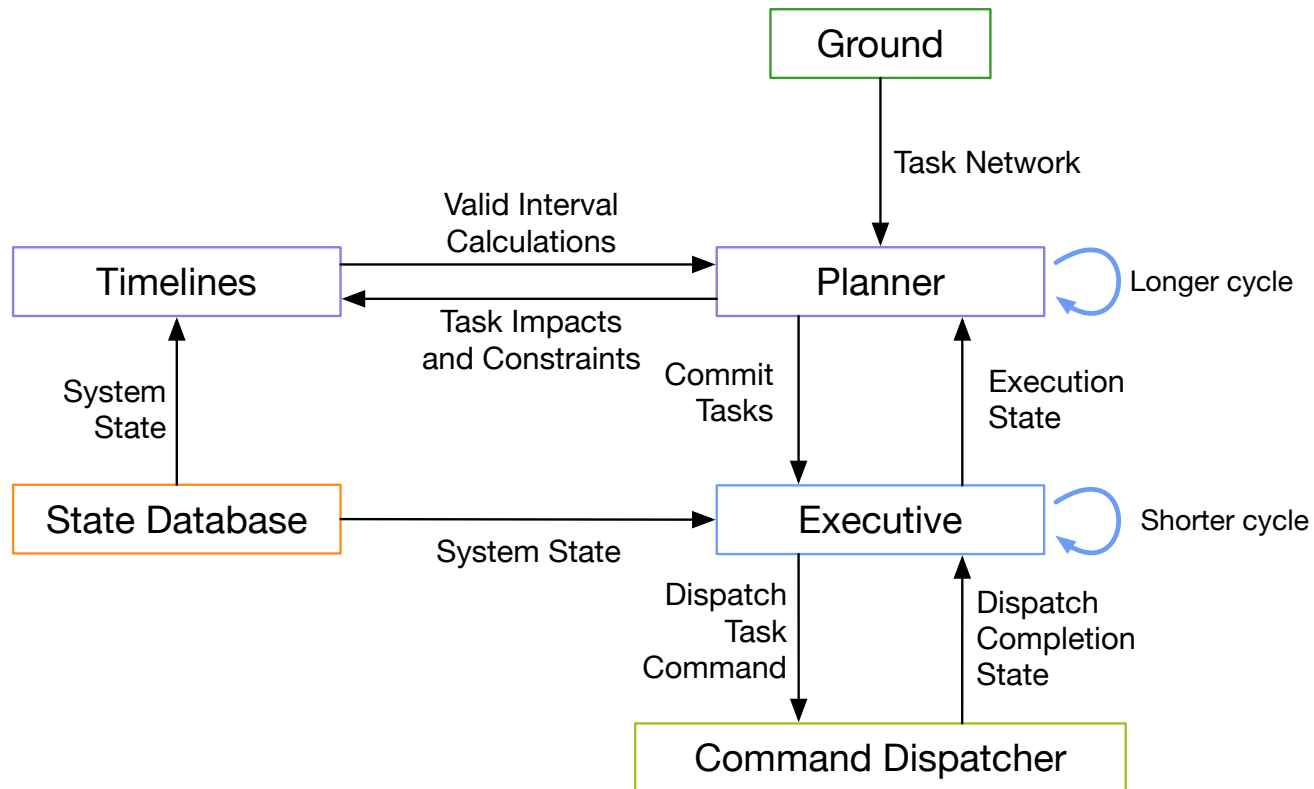 Ground
Task Network
Valid Interval
Calculations
Timelines
Planner
Longer cycle
Task Impacts
and Constraints
System
State
Commit
Tasks
Execution
State
State Database
Executive
Shorter cycle
System State
Dispatch
Task
Command
Dispatch
Completion
State
Command Dispatcher